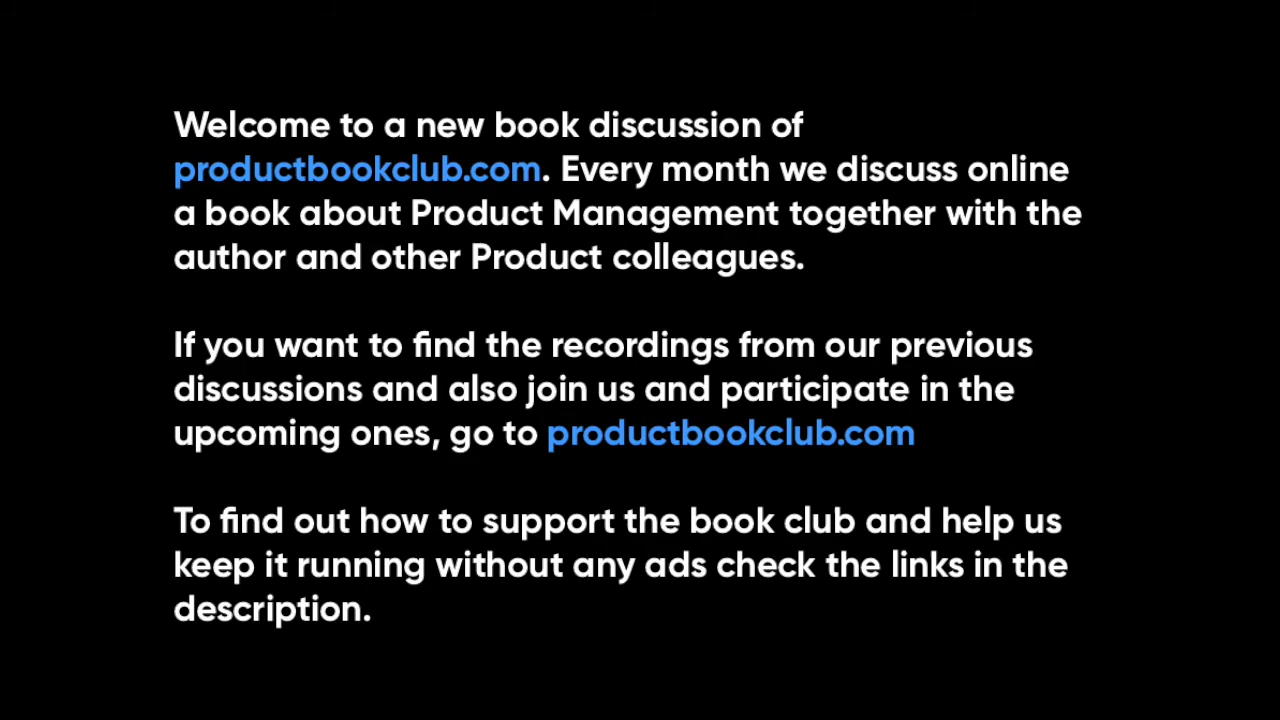 Welcome to a new book discussion of
productbookclub.com. Every month we discuss online
a book about Product Management together with the
author and other Product colleagues.
If you want to find the recordings from our previous
discussions and also join us and participate in the
upcoming ones, go to productbookclub.com
To find out how to support the book club and help us
keep it running without any ads check the links in the
description.